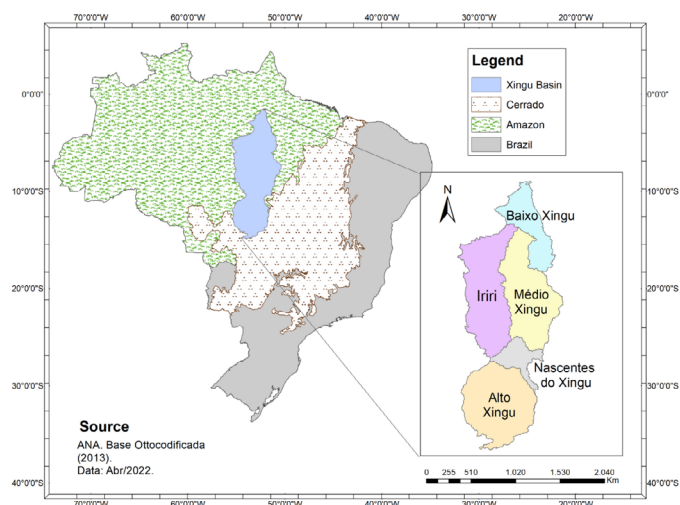 70°0'0"W 60°0'0"W 50°0'0"W 40°0'0"W 30°0'0"W 20°0'0"W
Legend
Xingu Basin
Cerrado
Amazon
Brazil
0°0'0"
0°0'0"
10°0'0"S
10°0'0"S
20°0'0"S
20°0'0"S
30°0'0"S
30°0'0"S
40°0'0"S
40°0'0"S
N
Baixo Xingu
Iriri
Médio
Xingu
Nascentes
do Xingu
Alto
Xingu
Source
ANA. Base Ottocodificada
(2013).
Data: Abr/2022.
0 255 510 1.020 1.530 2.040
Km
70°0'0"W 60°0'0"W 50°0'0"W 40°0'0"W 30°0'0"W 20°0'0"W